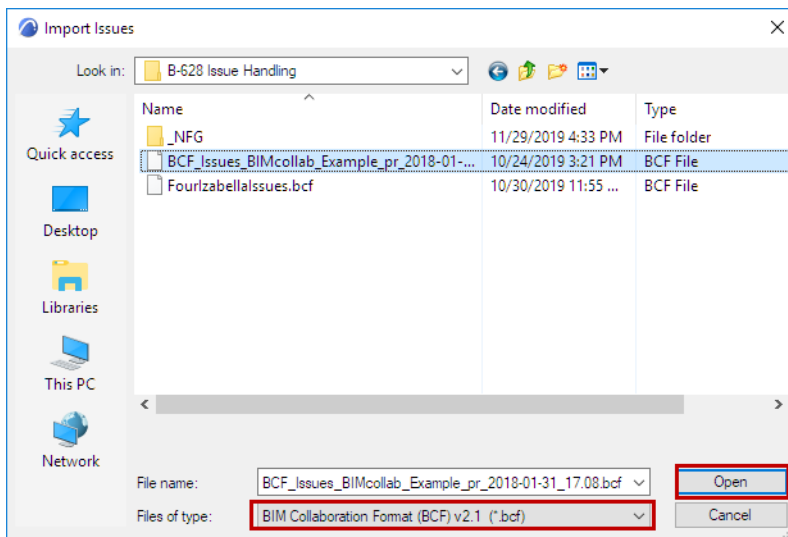 Import Issues
Look in: B-628 Issue Handling
Name Date modified Type
_NFG 11/29/2019 4:33 PM File folder
BCF_Issues_BIMcollab_Example_pr_2018-01-... 10/24/2019 3:21 PM BCF File
FourIzabellaIssues.bcf 10/30/2019 11:55 ... BCF File
Quick access
Desktop
Libraries
This PC
Network
File name: BCF_Issues_BIMcollab_Example_pr_2018-01-31_17.08.bcf Open
Files of type: BIM Collaboration Format (BCF) v2.1 (*.bcf) Cancel